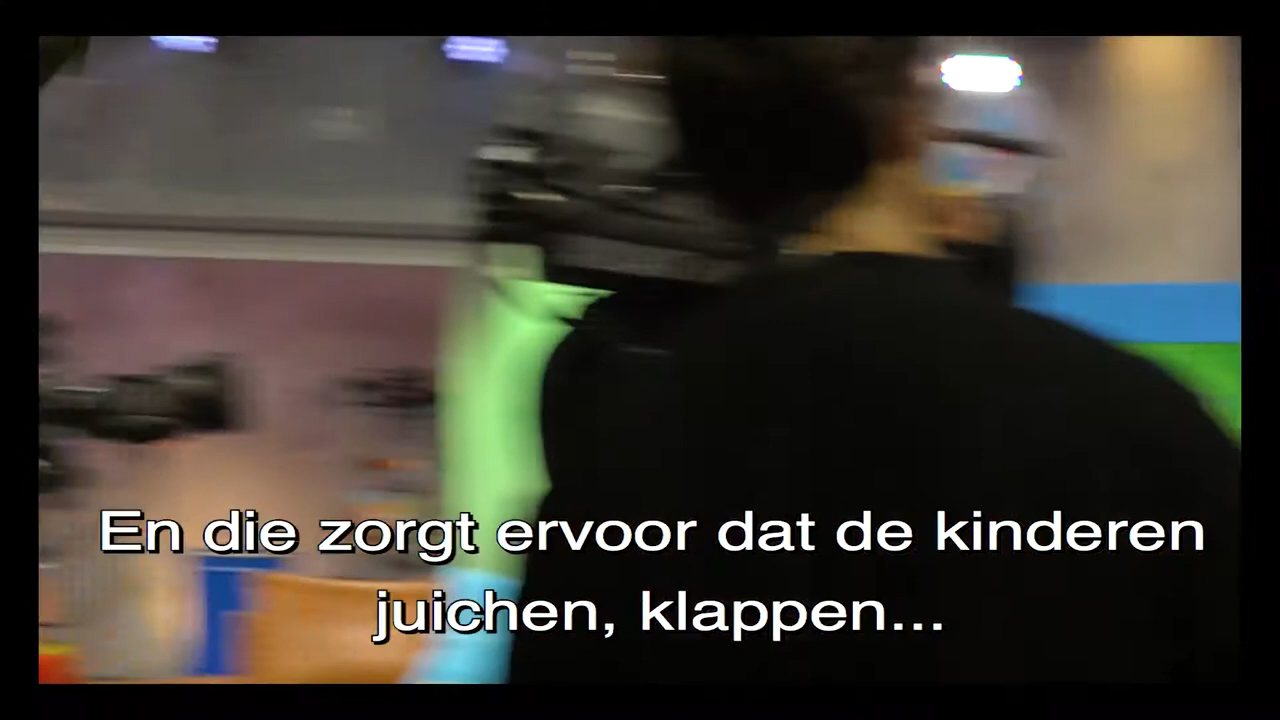 En die zorgt ervoor dat de kinderen
juichen, klappen...